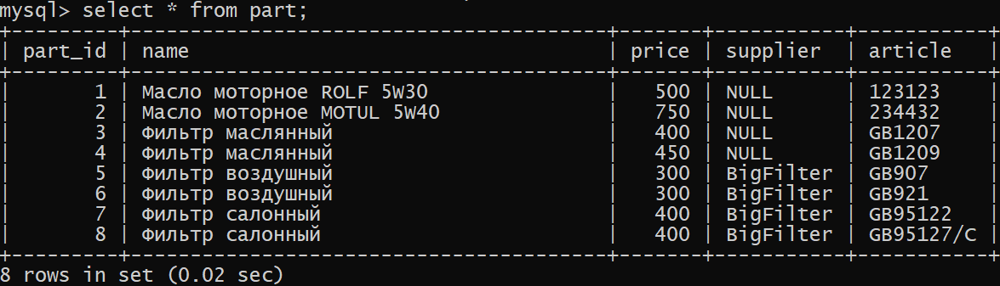 mysql> select * from part;
+---------+----------------------------------------+-------+-----------+-----------+
| part_id | name                                   | price | supplier  | article   |
+---------+----------------------------------------+-------+-----------+-----------+
|       1 | Масло моторное ROLF 5W30               |   500 | NULL      | 123123    |
|       2 | Масло моторное MOTUL 5W40              |   750 | NULL      | 234432    |
|       3 | Фильтр маслянный                       |   400 | NULL      | GB1207    |
|       4 | Фильтр маслянный                       |   450 | NULL      | GB1209    |
|       5 | Фильтр воздушный                       |   300 | BigFilter | GB907     |
|       6 | Фильтр воздушный                       |   300 | BigFilter | GB921     |
|       7 | Фильтр салонный                        |   400 | BigFilter | GB95122   |
|       8 | Фильтр салонный                        |   400 | BigFilter | GB95127/C |
+---------+----------------------------------------+-------+-----------+-----------+
8 rows in set (0.02 sec)